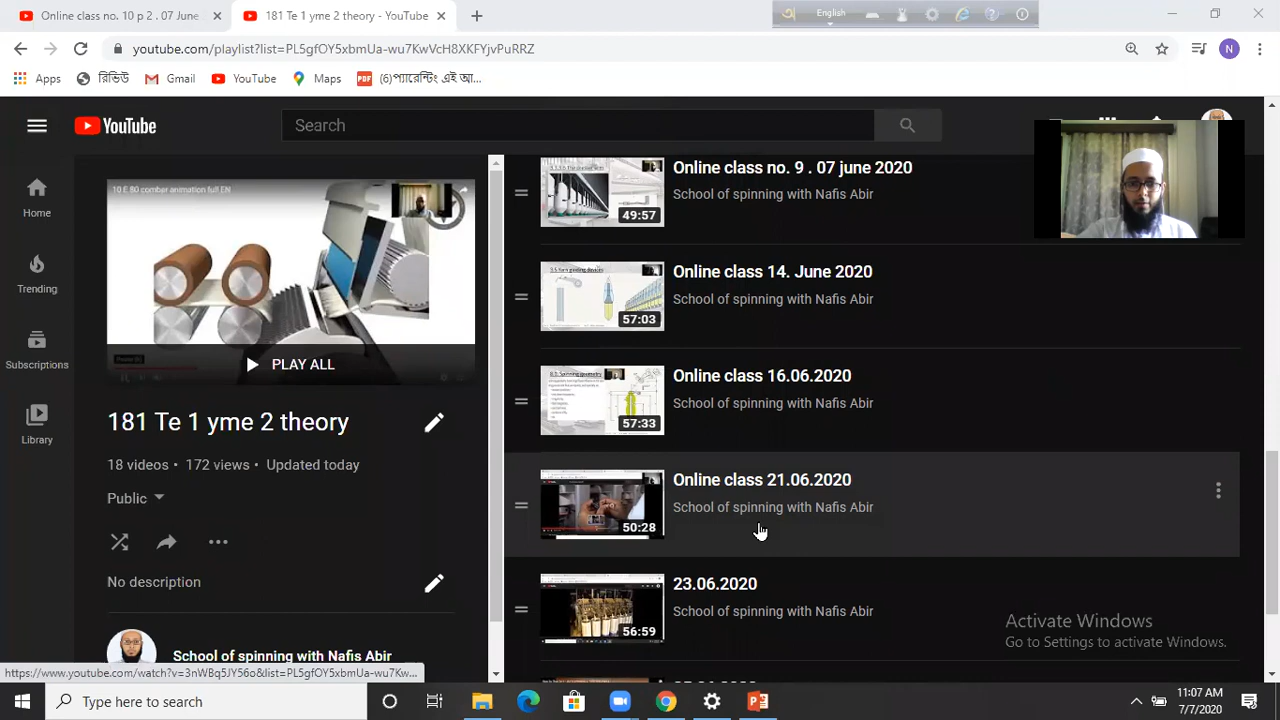 Online class no. 10 p 2 . 07 June
181 Te 1 yme 2 theory - YouTube
English
youtube.com/playlist?list=PL5gfOY5xbmUa-wu7KwVcH8XKFYjvPuRRZ
N
Apps
রিভিউ
Gmail
YouTube
Maps
PDF
(6)প্যারেন্টিং এই আ...
YouTube
Search
Home
Trending
Subscriptions
Library
10 E 80 comber animation full EN
PLAY ALL
181 Te 1 yme 2 theory
18 videos • 172 views • Updated today
Public
No description
School of spinning with Nafis Abir
49:57
Online class no. 9 . 07 june 2020
School of spinning with Nafis Abir
57:03
Online class 14. June 2020
School of spinning with Nafis Abir
57:33
Online class 16.06.2020
School of spinning with Nafis Abir
50:28
Online class 21.06.2020
School of spinning with Nafis Abir
56:59
23.06.2020
School of spinning with Nafis Abir
Activate Windows
Go to Settings to activate Windows.
https://www.youtube.com/watch?v=3nWBq5JY56o&list=PL5gfOY5xbmUa-wu7Kw...
Type here to search
11:07 AM
7/7/2020